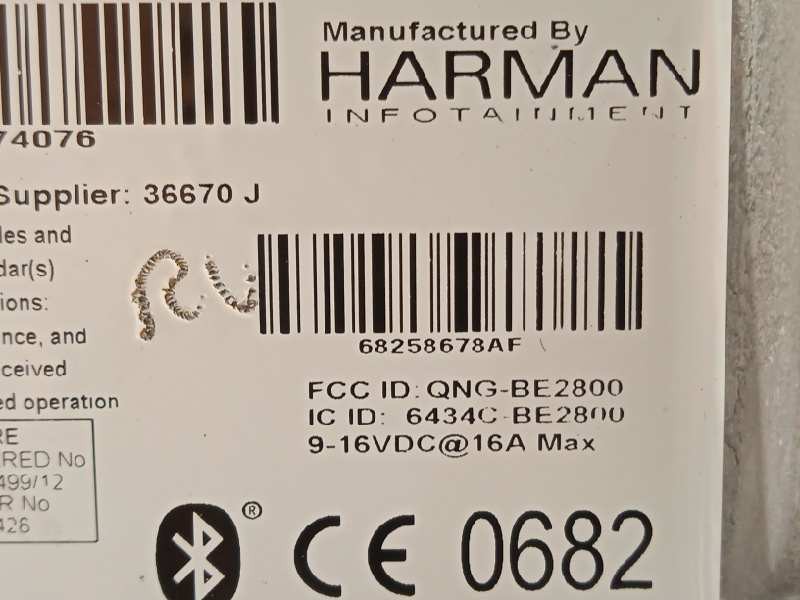 Manufactured By
HARMAN
INFOTAINMENT
74076
Supplier: 36670 J
les and
dar(s)
ions:
nce, and
ceived
ed operation
RU
68258678AF
FCC ID: QNG-BE2800
IC ID: 6434C-BE2800
9-16VDC@16A Max
RE
RED No
499/12
R No
426
® CE 0682